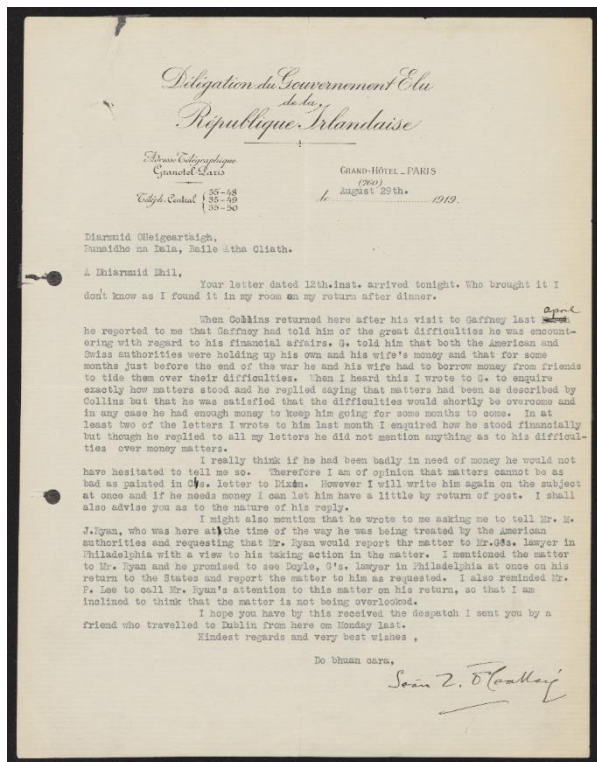 Délégation du Gouvernement Elu
de la
République Irlandaise
Adresse Télégraphique
Granotel-Paris
Téléph. Central 35-48
35-49
35-50
GRAND-HÔTEL - PARIS
(760)
le August 29th. 1919.
Diarmuid OHeigeartaigh,
Runaidhe na Dala, Baile Atha Cliath.
A Dhiarmuid Dhil,
Your letter dated 12th.inst. arrived tonight. Who brought it I
don't know as I found it in my room on my return after dinner.
When Collins returned here after his visit to Gaffney last april
he reported to me that Gaffney had told him of the great difficulties he was encount-
ering with regard to his financial affairs. G. told him that both the American and
Swiss authorities were holding up his own and his wife's money and that for some
months just before the end of the war he and his wife had to borrow money from friends
to tide them over their difficulties. When I heard this I wrote to G. to enquire
exactly how matters stood and he replied saying that matters had been as described by
Collins but that he was satisfied that the difficulties would shortly be overcome and
in any case he had enough money to keep him going for some months to come. In at
least two of the letters I wrote to him last month I enquired how he stood financially
but though he replied to all my letters he did not mention anything as to his difficul-
ties over money matters.
I really think if he had been badly in need of money he would not
have hesitated to tell me so. Therefore I am of opinion that matters cannot be as
bad as painted in letter to Dixon. However I will write him again on the subject
at once and if he needs money I can let him have a little by return of post. I shall
also advise you as to the nature of his reply.
I might also mention that he wrote to me asking me to tell Mr. M.
J.Ryan, who was here at the time of the way he was being treated by the American
authorities and requesting that Mr. Ryan would report thr matter to Mr.G's. lawyer in
Philadelphia with a view to his taking action in the matter. I mentioned the matter
to Mr. Ryan and he promised to see Doyle, G's. lawyer in Philadelphia at once on his
return to the States and report the matter to him as requested. I also reminded Mr.
P. Lee to call Mr. Ryan's attention to this matter on his return, so that I am
inclined to think that the matter is not being overlooked.
I hope you have by this received the despatch I sent you by a
friend who travelled to Dublin from here om Monday last.
Kindest regards and very best wishes ,
Do bhuan cara,
Seán T. O'Ceallaigh